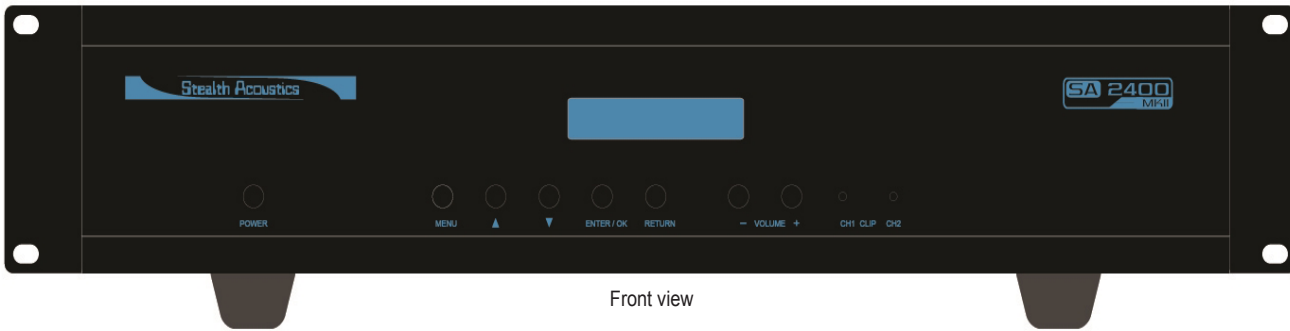 Stealth Acoustics
SA 2400
MKII
POWER
MENU ▲ ▼ ENTER / OK RETURN
− VOLUME +
CH1 CLIP CH2
Front view